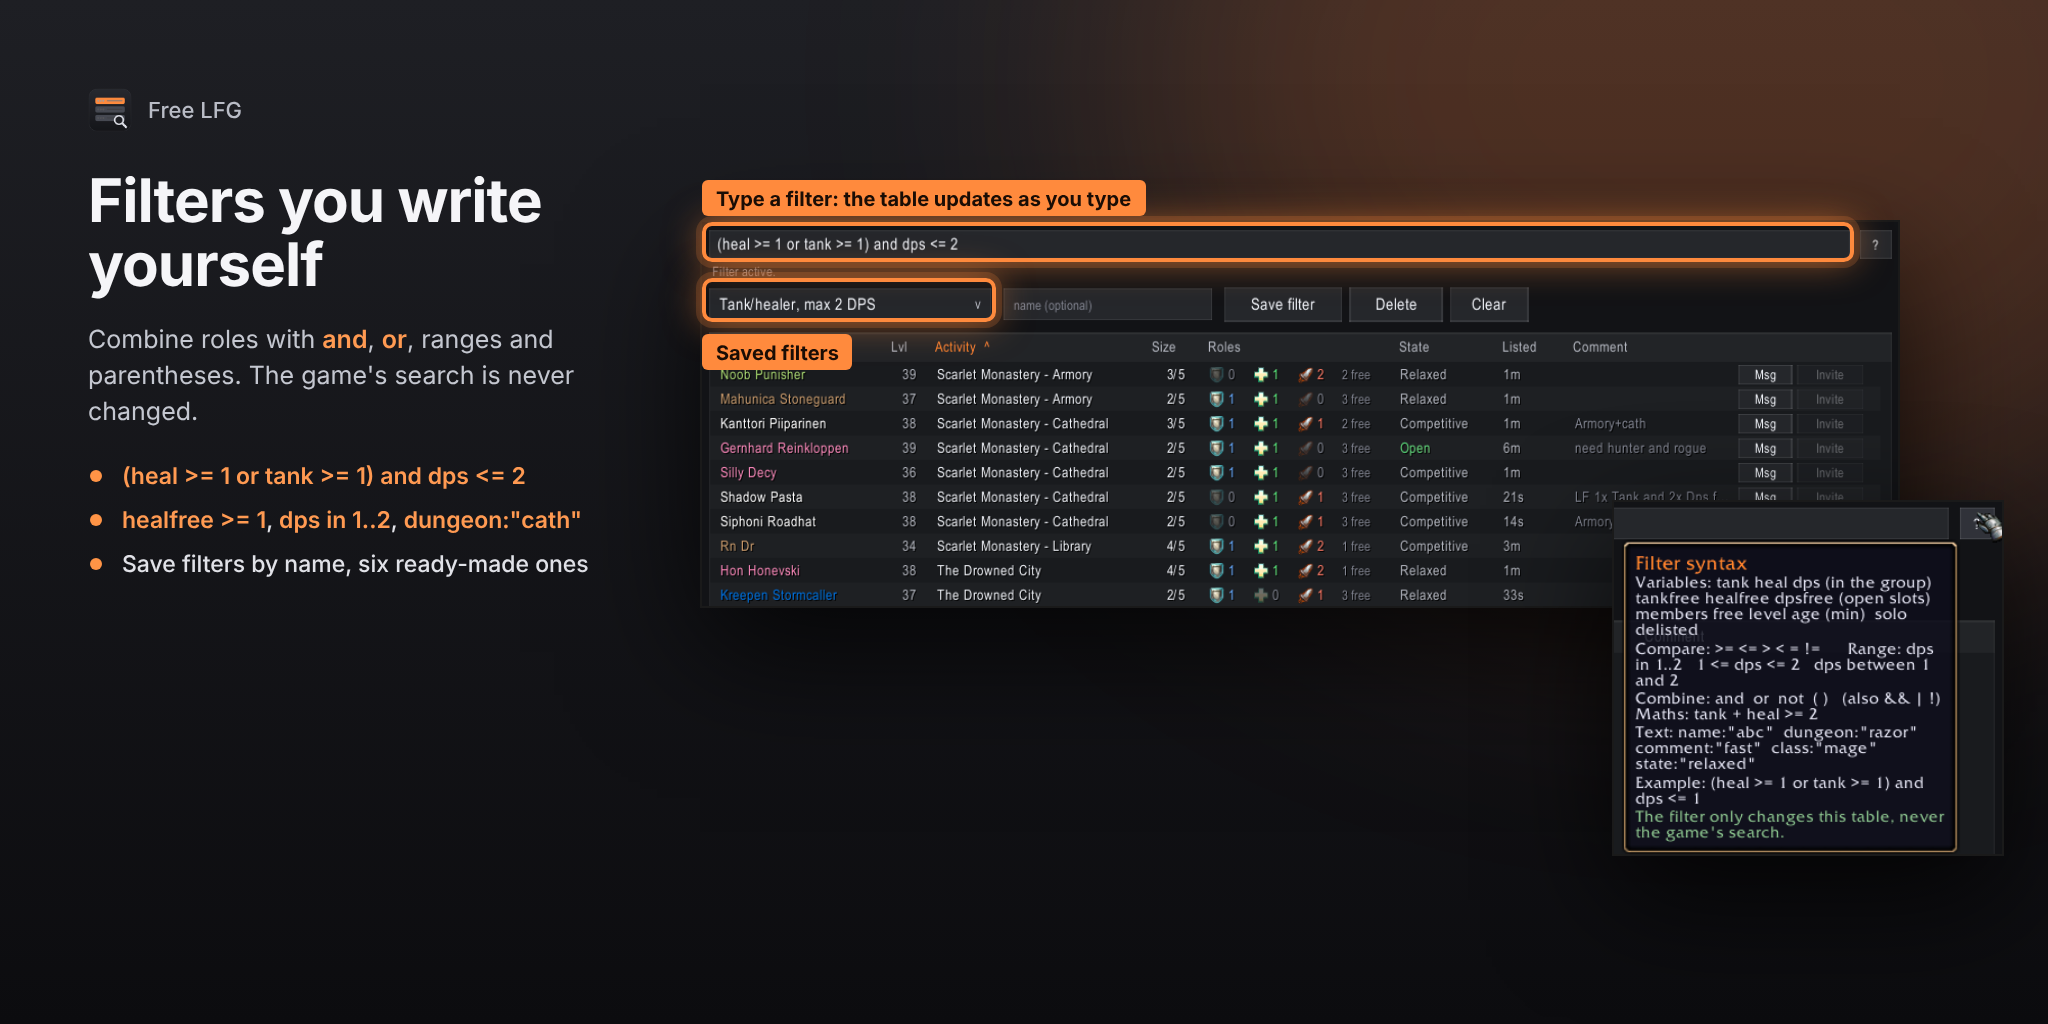 Free LFG
Filters you write
yourself
Combine roles with and, or, ranges and
parentheses. The game's search is never
changed.
(heal >= 1 or tank >= 1) and dps <= 2
healfree >= 1, dps in 1..2, dungeon:"cath"
Save filters by name, six ready-made ones
Type a filter: the table updates as you type
(heal >= 1 or tank >= 1) and dps <= 2 ?
Filter active.
Tank/healer, max 2 DPS v name (optional) Save filter Delete Clear
Saved filters
Lvl Activity ^ Size Roles State Listed Comment
Noob Punisher 39 Scarlet Monastery - Armory 3/5 0 1 2 2 free Relaxed 1m Msg Invite
Mahunica Stoneguard 37 Scarlet Monastery - Armory 2/5 1 1 0 3 free Relaxed 1m Msg Invite
Kanttori Piiparinen 38 Scarlet Monastery - Cathedral 3/5 1 1 1 2 free Competitive 1m Armory+cath Msg Invite
Gernhard Reinkloppen 39 Scarlet Monastery - Cathedral 2/5 1 1 0 3 free Open 6m need hunter and rogue Msg Invite
Silly Decy 36 Scarlet Monastery - Cathedral 2/5 1 1 0 3 free Competitive 1m Msg Invite
Shadow Pasta 38 Scarlet Monastery - Cathedral 2/5 0 1 1 3 free Competitive 21s LF 1x Tank and 2x Dps f Msg Invite
Siphoni Roadhat 38 Scarlet Monastery - Cathedral 2/5 0 1 1 3 free Competitive 14s Armory
Rn Dr 34 Scarlet Monastery - Library 4/5 1 1 2 1 free Competitive 3m
Hon Honevski 38 The Drowned City 4/5 1 1 2 1 free Relaxed 1m
Kreepen Stormcaller 37 The Drowned City 2/5 1 0 1 3 free Relaxed 33s
Filter syntax
Variables: tank heal dps (in the group)
tankfree healfree dpsfree (open slots)
members free level age (min) solo
delisted
Comment
Compare: >= <= > < = != Range: dps
in 1..2 1 <= dps <= 2 dps between 1
and 2
Combine: and or not ( ) (also && | !)
Maths: tank + heal >= 2
Text: name:"abc" dungeon:"razor"
comment:"fast" class:"mage"
state:"relaxed"
Example: (heal >= 1 or tank >= 1) and
dps <= 1
The filter only changes this table, never
the game's search.